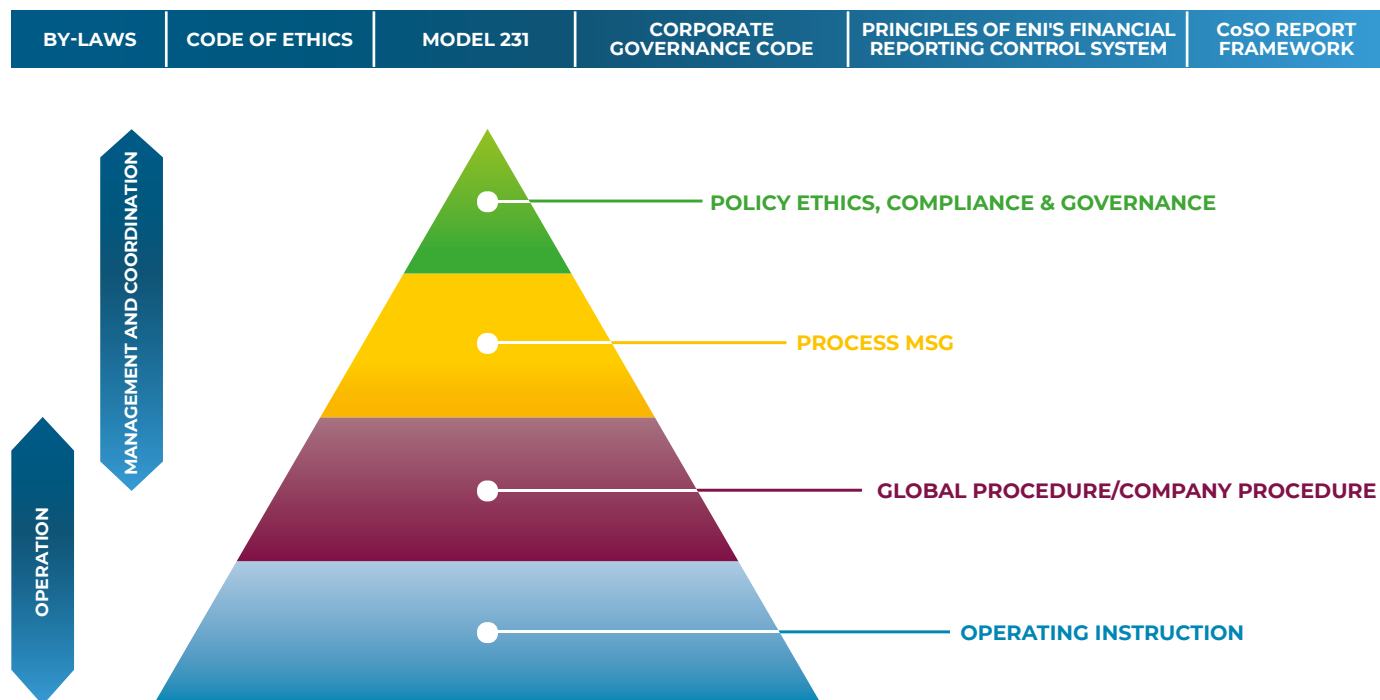 BY-LAWS
CODE OF ETHICS
MODEL 231
CORPORATE
GOVERNANCE CODE
PRINCIPLES OF ENI'S FINANCIAL
REPORTING CONTROL SYSTEM
CoSO REPORT
FRAMEWORK
MANAGEMENT AND COORDINATION
OPERATION
POLICY ETHICS, COMPLIANCE & GOVERNANCE
PROCESS MSG
GLOBAL PROCEDURE/COMPANY PROCEDURE
OPERATING INSTRUCTION